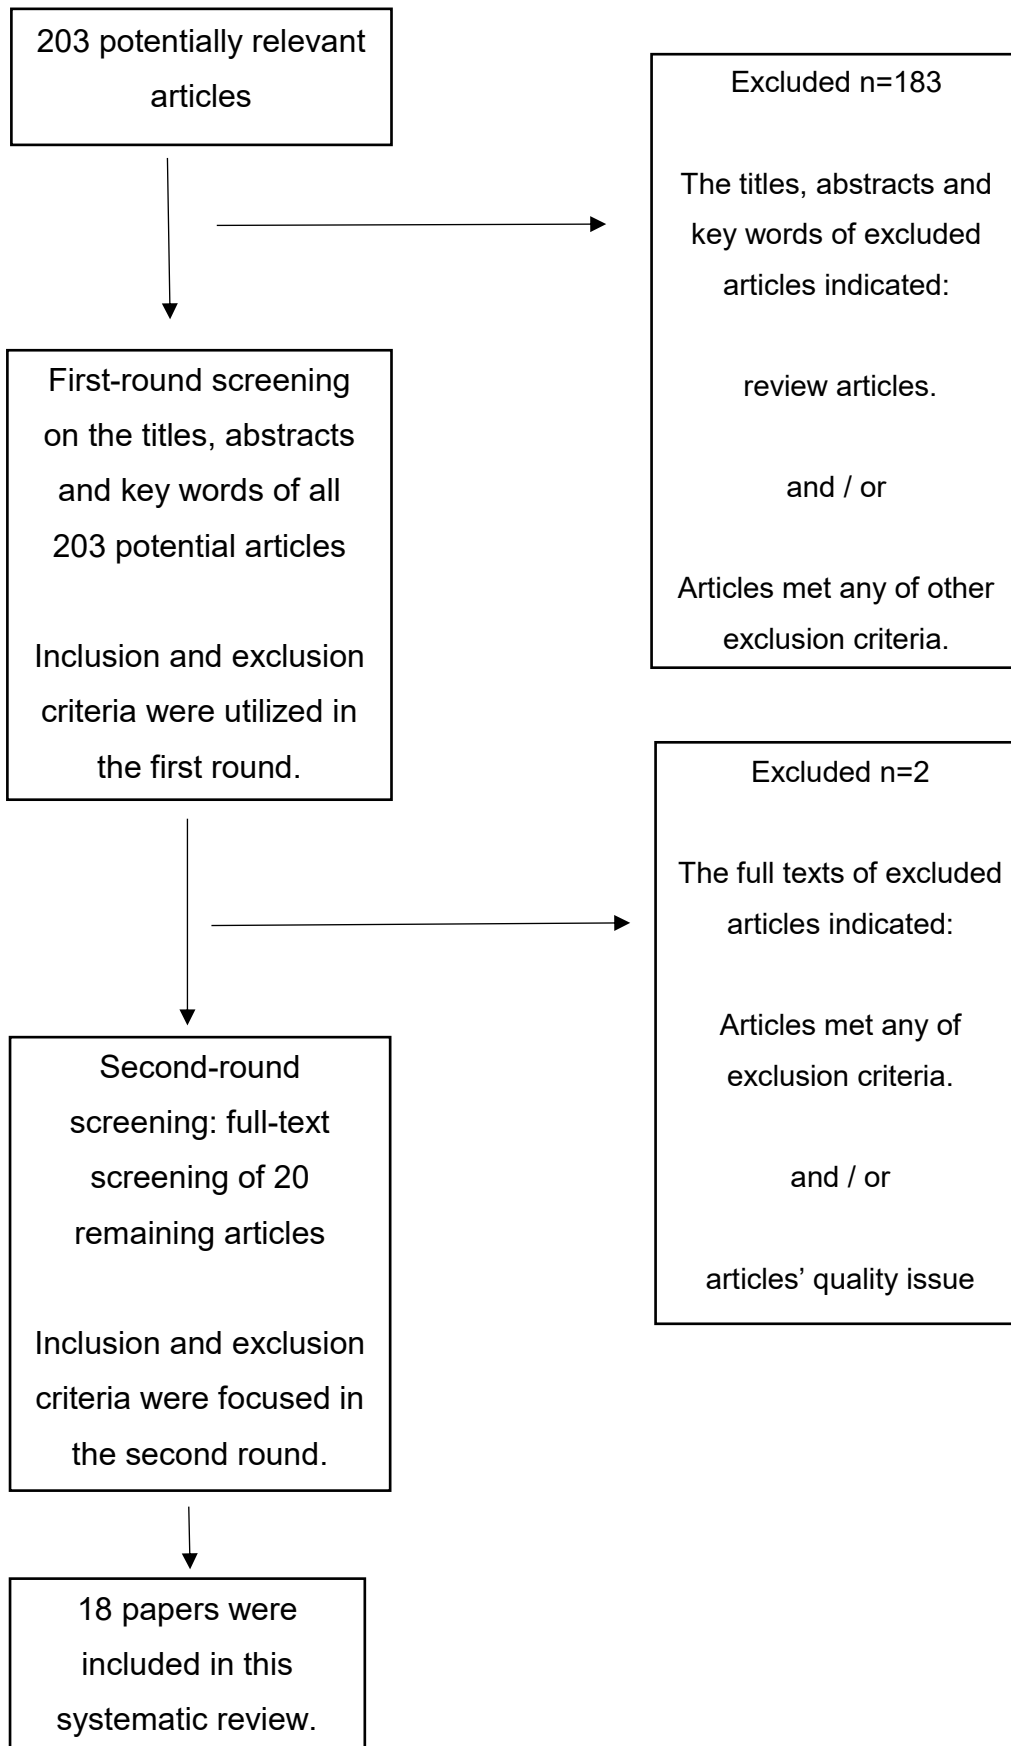 203 potentially relevant
articles
Excluded n=183
The titles, abstracts and
key words of excluded
articles indicated:
review articles.
and / or
Articles met any of other
exclusion criteria.
First-round screening
on the titles, abstracts
and key words of all
203 potential articles
Inclusion and exclusion
criteria were utilized in
the first round.
Excluded n=2
The full texts of excluded
articles indicated:
Articles met any of
exclusion criteria.
and / or
articles’ quality issue
Second-round
screening: full-text
screening of 20
remaining articles
Inclusion and exclusion
criteria were focused in
the second round.
18 papers were
included in this
systematic review.